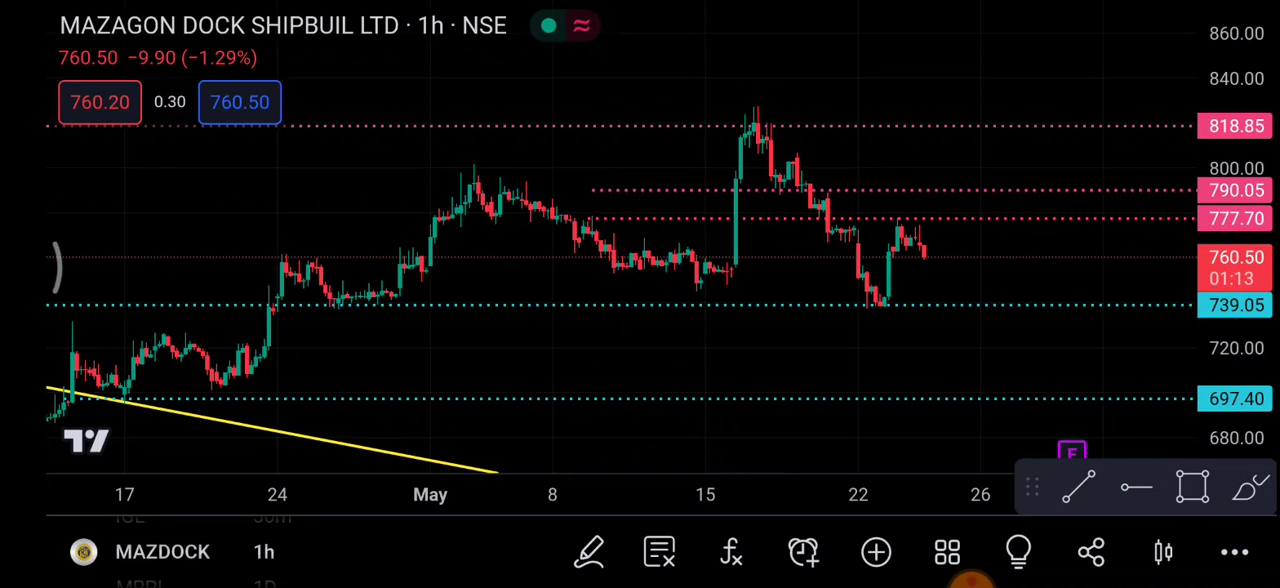 MAZAGON DOCK SHIPBUIL LTD · 1h · NSE
760.50 −9.90 (−1.29%)
760.20 0.30 760.50
860.00
840.00
818.85
800.00
790.05
777.70
760.50
01:13
739.05
720.00
697.40
680.00
E
17 24 May 8 15 22 26
MAZDOCK 1h